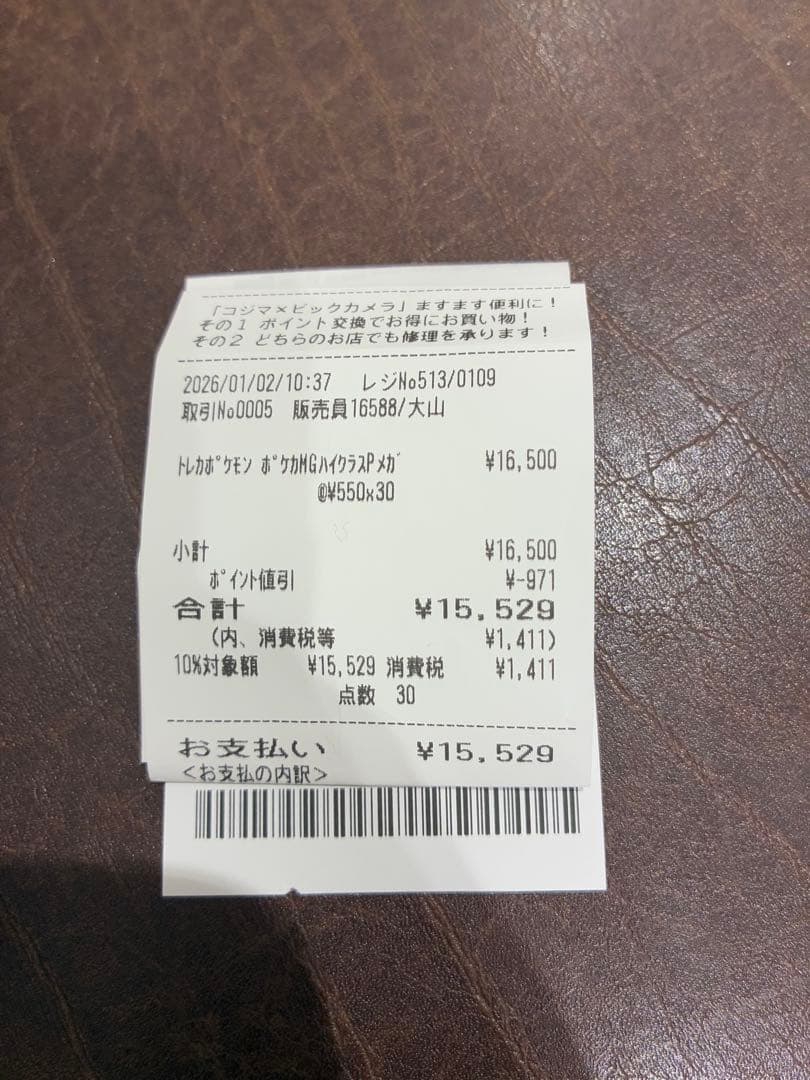 「コジマ×ビックカメラ」ますます便利に！
その１ ポイント交換でお得にお買い物！
その２ どちらのお店でも修理を承ります！
2026/01/02/10:37 レジNo513/0109
取引No0005 販売員16588/大山
ﾄﾚｶﾎﾟｹﾓﾝ ﾎﾟｹｶMGﾊｲｸﾗｽPﾒｶﾞ ¥16,500
@¥550x30
小計 ¥16,500
ﾎﾟｲﾝﾄ値引 ¥-971
合計 ¥15,529
(内、消費税等 ¥1,411)
10%対象額 ¥15,529 消費税 ¥1,411
点数 30
お支払い ¥15,529
<お支払の内訳>